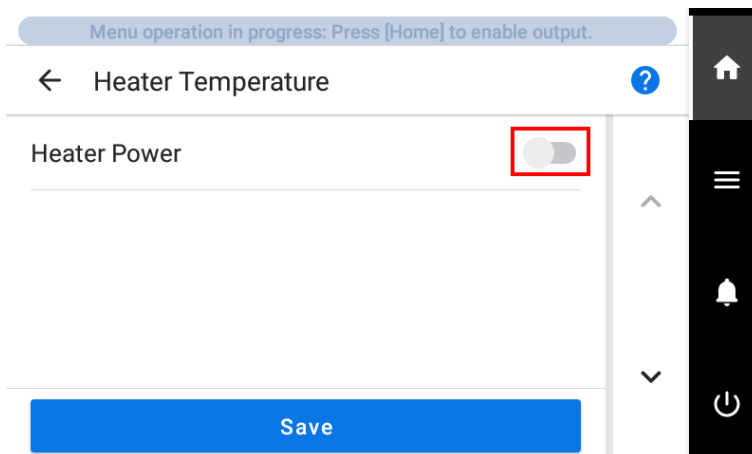 Menu operation in progress: Press [Home] to enable output.
Heater Temperature
?
Heater Power
Save